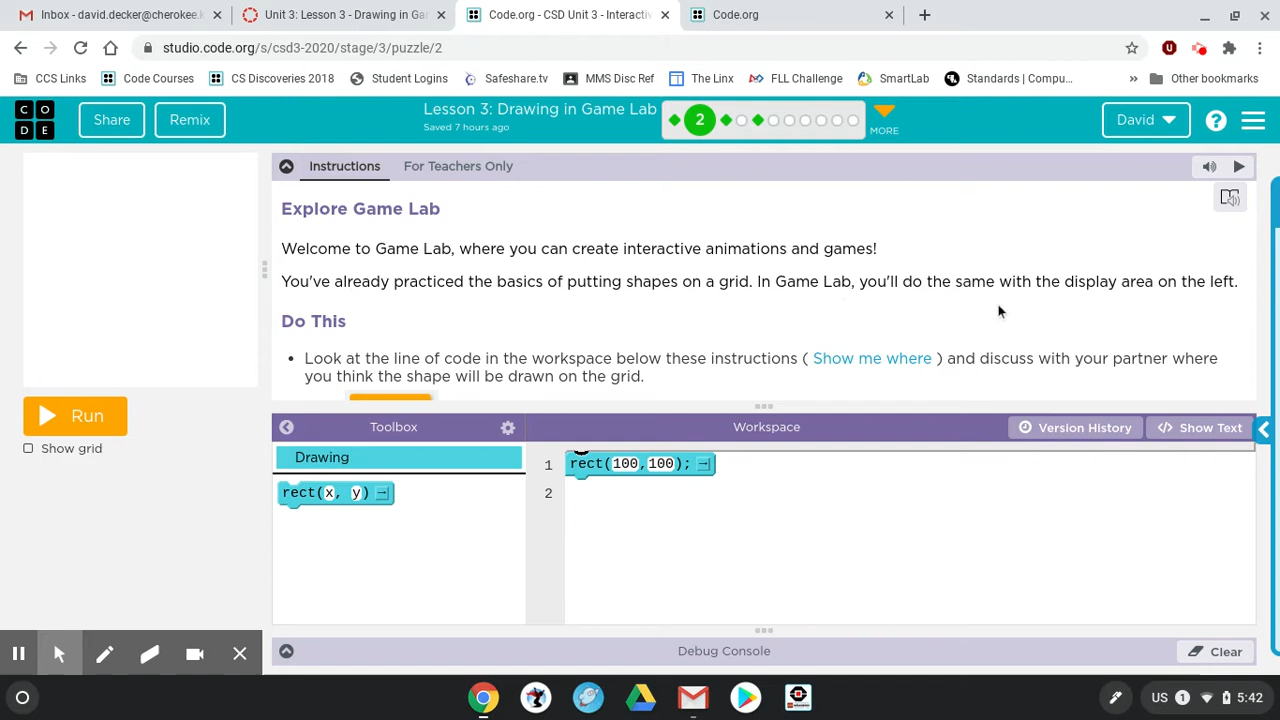 Inbox - david.decker@cherokee.k
Unit 3: Lesson 3 - Drawing in Gar
Code.org - CSD Unit 3 - Interactiv
Code.org
studio.code.org/s/csd3-2020/stage/3/puzzle/2
CCS Links
Code Courses
CS Discoveries 2018
Student Logins
Safeshare.tv
MMS Disc Ref
The Linx
FLL Challenge
SmartLab
Standards | Compu...
»
Other bookmarks
C O
D E
Share
Remix
Lesson 3: Drawing in Game Lab
Saved 7 hours ago
2
MORE
David
?
Instructions
For Teachers Only
Explore Game Lab
Welcome to Game Lab, where you can create interactive animations and games!
You've already practiced the basics of putting shapes on a grid. In Game Lab, you'll do the same with the display area on the left.
Do This
• Look at the line of code in the workspace below these instructions ( Show me where ) and discuss with your partner where
you think the shape will be drawn on the grid.
Run
Show grid
Toolbox
Workspace
Version History
</> Show Text
Drawing
rect(x, y)
1 rect(100,100);
2
Debug Console
Clear
US 1 5:42